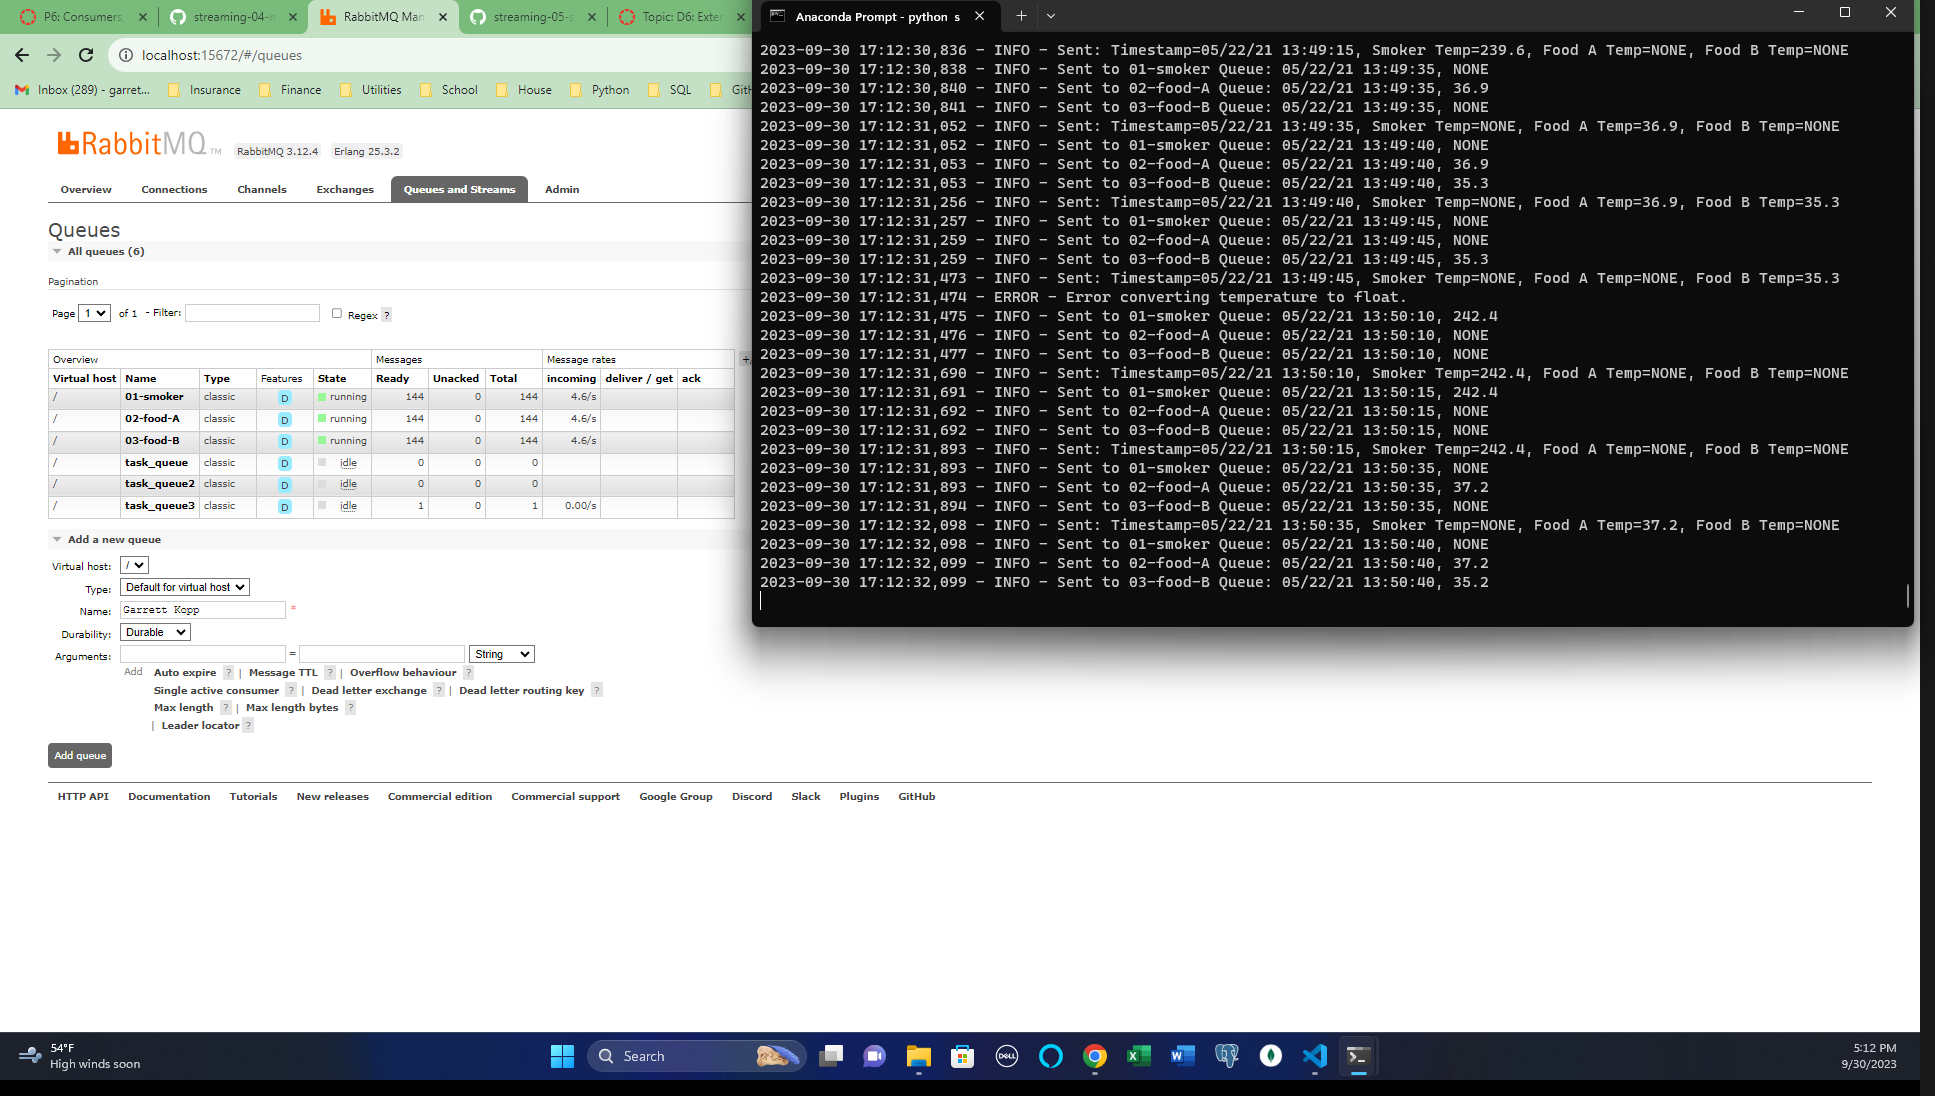 P6: Consumers,
streaming-04-m
RabbitMQ Man
streaming-05-s
Topic: D6: Exter
localhost:15672/#/queues
Inbox (289) - garret...
Insurance
Finance
Utilities
School
House
Python
SQL
GitH
RabbitMQ TM
RabbitMQ 3.12.4
Erlang 25.3.2
Overview
Connections
Channels
Exchanges
Queues and Streams
Admin
Queues
All queues (6)
Pagination
Page 1 of 1 - Filter: Regex ?
Overview Messages Message rates +/
Virtual host Name Type Features State Ready Unacked Total incoming deliver / get ack
/ 01-smoker classic D running 144 0 144 4.6/s
/ 02-food-A classic D running 144 0 144 4.6/s
/ 03-food-B classic D running 144 0 144 4.6/s
/ task_queue classic D idle 0 0 0
/ task_queue2 classic D idle 0 0 0
/ task_queue3 classic D idle 1 0 1 0.00/s
Add a new queue
Virtual host: /
Type: Default for virtual host
Name: Garrett Kopp *
Durability: Durable
Arguments: = String
Add Auto expire ? | Message TTL ? | Overflow behaviour ?
Single active consumer ? | Dead letter exchange ? | Dead letter routing key ?
Max length ? | Max length bytes ?
| Leader locator ?
Add queue
HTTP API Documentation Tutorials New releases Commercial edition Commercial support Google Group Discord Slack Plugins GitHub
Anaconda Prompt - python s
2023-09-30 17:12:30,836 - INFO - Sent: Timestamp=05/22/21 13:49:15, Smoker Temp=239.6, Food A Temp=NONE, Food B Temp=NONE
2023-09-30 17:12:30,838 - INFO - Sent to 01-smoker Queue: 05/22/21 13:49:35, NONE
2023-09-30 17:12:30,840 - INFO - Sent to 02-food-A Queue: 05/22/21 13:49:35, 36.9
2023-09-30 17:12:30,841 - INFO - Sent to 03-food-B Queue: 05/22/21 13:49:35, NONE
2023-09-30 17:12:31,052 - INFO - Sent: Timestamp=05/22/21 13:49:35, Smoker Temp=NONE, Food A Temp=36.9, Food B Temp=NONE
2023-09-30 17:12:31,052 - INFO - Sent to 01-smoker Queue: 05/22/21 13:49:40, NONE
2023-09-30 17:12:31,053 - INFO - Sent to 02-food-A Queue: 05/22/21 13:49:40, 36.9
2023-09-30 17:12:31,053 - INFO - Sent to 03-food-B Queue: 05/22/21 13:49:40, 35.3
2023-09-30 17:12:31,256 - INFO - Sent: Timestamp=05/22/21 13:49:40, Smoker Temp=NONE, Food A Temp=36.9, Food B Temp=35.3
2023-09-30 17:12:31,257 - INFO - Sent to 01-smoker Queue: 05/22/21 13:49:45, NONE
2023-09-30 17:12:31,259 - INFO - Sent to 02-food-A Queue: 05/22/21 13:49:45, NONE
2023-09-30 17:12:31,259 - INFO - Sent to 03-food-B Queue: 05/22/21 13:49:45, 35.3
2023-09-30 17:12:31,473 - INFO - Sent: Timestamp=05/22/21 13:49:45, Smoker Temp=NONE, Food A Temp=NONE, Food B Temp=35.3
2023-09-30 17:12:31,474 - ERROR - Error converting temperature to float.
2023-09-30 17:12:31,475 - INFO - Sent to 01-smoker Queue: 05/22/21 13:50:10, 242.4
2023-09-30 17:12:31,476 - INFO - Sent to 02-food-A Queue: 05/22/21 13:50:10, NONE
2023-09-30 17:12:31,477 - INFO - Sent to 03-food-B Queue: 05/22/21 13:50:10, NONE
2023-09-30 17:12:31,690 - INFO - Sent: Timestamp=05/22/21 13:50:10, Smoker Temp=242.4, Food A Temp=NONE, Food B Temp=NONE
2023-09-30 17:12:31,691 - INFO - Sent to 01-smoker Queue: 05/22/21 13:50:15, 242.4
2023-09-30 17:12:31,692 - INFO - Sent to 02-food-A Queue: 05/22/21 13:50:15, NONE
2023-09-30 17:12:31,692 - INFO - Sent to 03-food-B Queue: 05/22/21 13:50:15, NONE
2023-09-30 17:12:31,893 - INFO - Sent: Timestamp=05/22/21 13:50:15, Smoker Temp=242.4, Food A Temp=NONE, Food B Temp=NONE
2023-09-30 17:12:31,893 - INFO - Sent to 01-smoker Queue: 05/22/21 13:50:35, NONE
2023-09-30 17:12:31,893 - INFO - Sent to 02-food-A Queue: 05/22/21 13:50:35, 37.2
2023-09-30 17:12:31,894 - INFO - Sent to 03-food-B Queue: 05/22/21 13:50:35, NONE
2023-09-30 17:12:32,098 - INFO - Sent: Timestamp=05/22/21 13:50:35, Smoker Temp=NONE, Food A Temp=37.2, Food B Temp=NONE
2023-09-30 17:12:32,098 - INFO - Sent to 01-smoker Queue: 05/22/21 13:50:40, NONE
2023-09-30 17:12:32,099 - INFO - Sent to 02-food-A Queue: 05/22/21 13:50:40, 37.2
2023-09-30 17:12:32,099 - INFO - Sent to 03-food-B Queue: 05/22/21 13:50:40, 35.2
54°F
High winds soon
Search
DELL
5:12 PM
9/30/2023